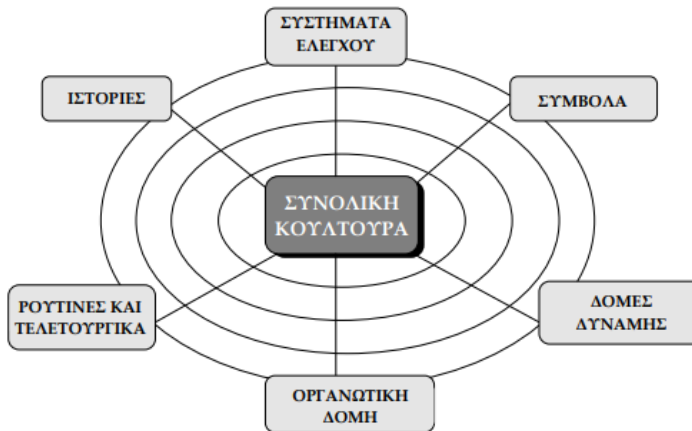 ΣΥΣΤΗΜΑΤΑ
ΕΛΕΓΧΟΥ
ΙΣΤΟΡΙΕΣ
ΣΥΜΒΟΛΑ
ΣΥΝΟΛΙΚΗ
ΚΟΥΛΤΟΥΡΑ
ΡΟΥΤΙΝΕΣ ΚΑΙ
ΤΕΛΕΤΟΥΡΓΙΚΑ
ΔΟΜΕΣ
ΔΥΝΑΜΗΣ
ΟΡΓΑΝΩΤΙΚΗ
ΔΟΜΗ